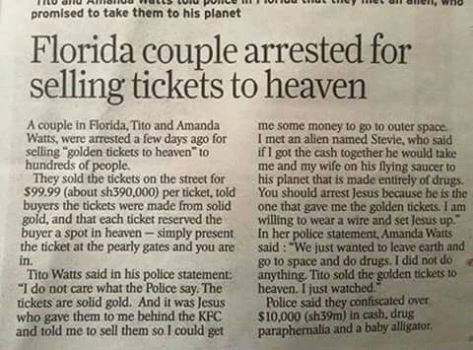 promised to take them to his planet
Florida couple arrested for
selling tickets to heaven
A couple in Florida, Tito and Amanda
Watts, were arrested a few days ago for
selling "golden tickets to heaven" to
hundreds of people.
They sold the tickets on the street for
$99.99 (about sh390,000) per ticket, told
buyers the tickets were made from solid
gold, and that each ticket reserved the
buyer a spot in heaven — simply present
the ticket at the pearly gates and you are
in.
Tito Watts said in his police statement:
"I do not care what the Police say. The
tickets are solid gold. And it was Jesus
who gave them to me behind the KFC
and told me to sell them so I could get
me some money to go to outer space.
I met an alien named Stevie, who said
if I got the cash together he would take
me and my wife on his flying saucer to
his planet that is made entirely of drugs.
You should arrest Jesus because he is the
one that gave me the golden tickets. I am
willing to wear a wire and set Jesus up."
In her police statement, Amanda Watts
said : "We just wanted to leave earth and
go to space and do drugs. I did not do
anything. Tito sold the golden tickets to
heaven. I just watched."
Police said they confiscated over
$10,000 (sh39m) in cash, drug
paraphernalia and a baby alligator.